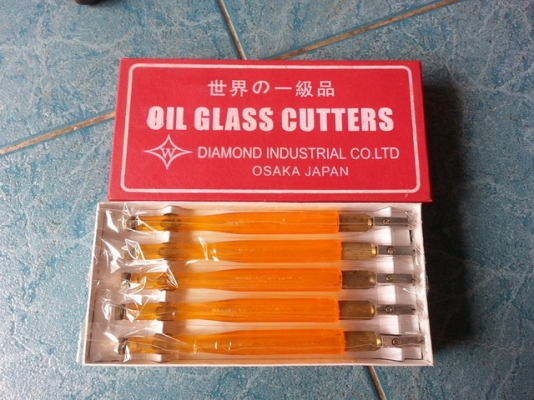 世界の一級品
OIL GLASS CUTTERS
W
DIAMOND INDUSTRIAL CO.LTD
OSAKA JAPAN